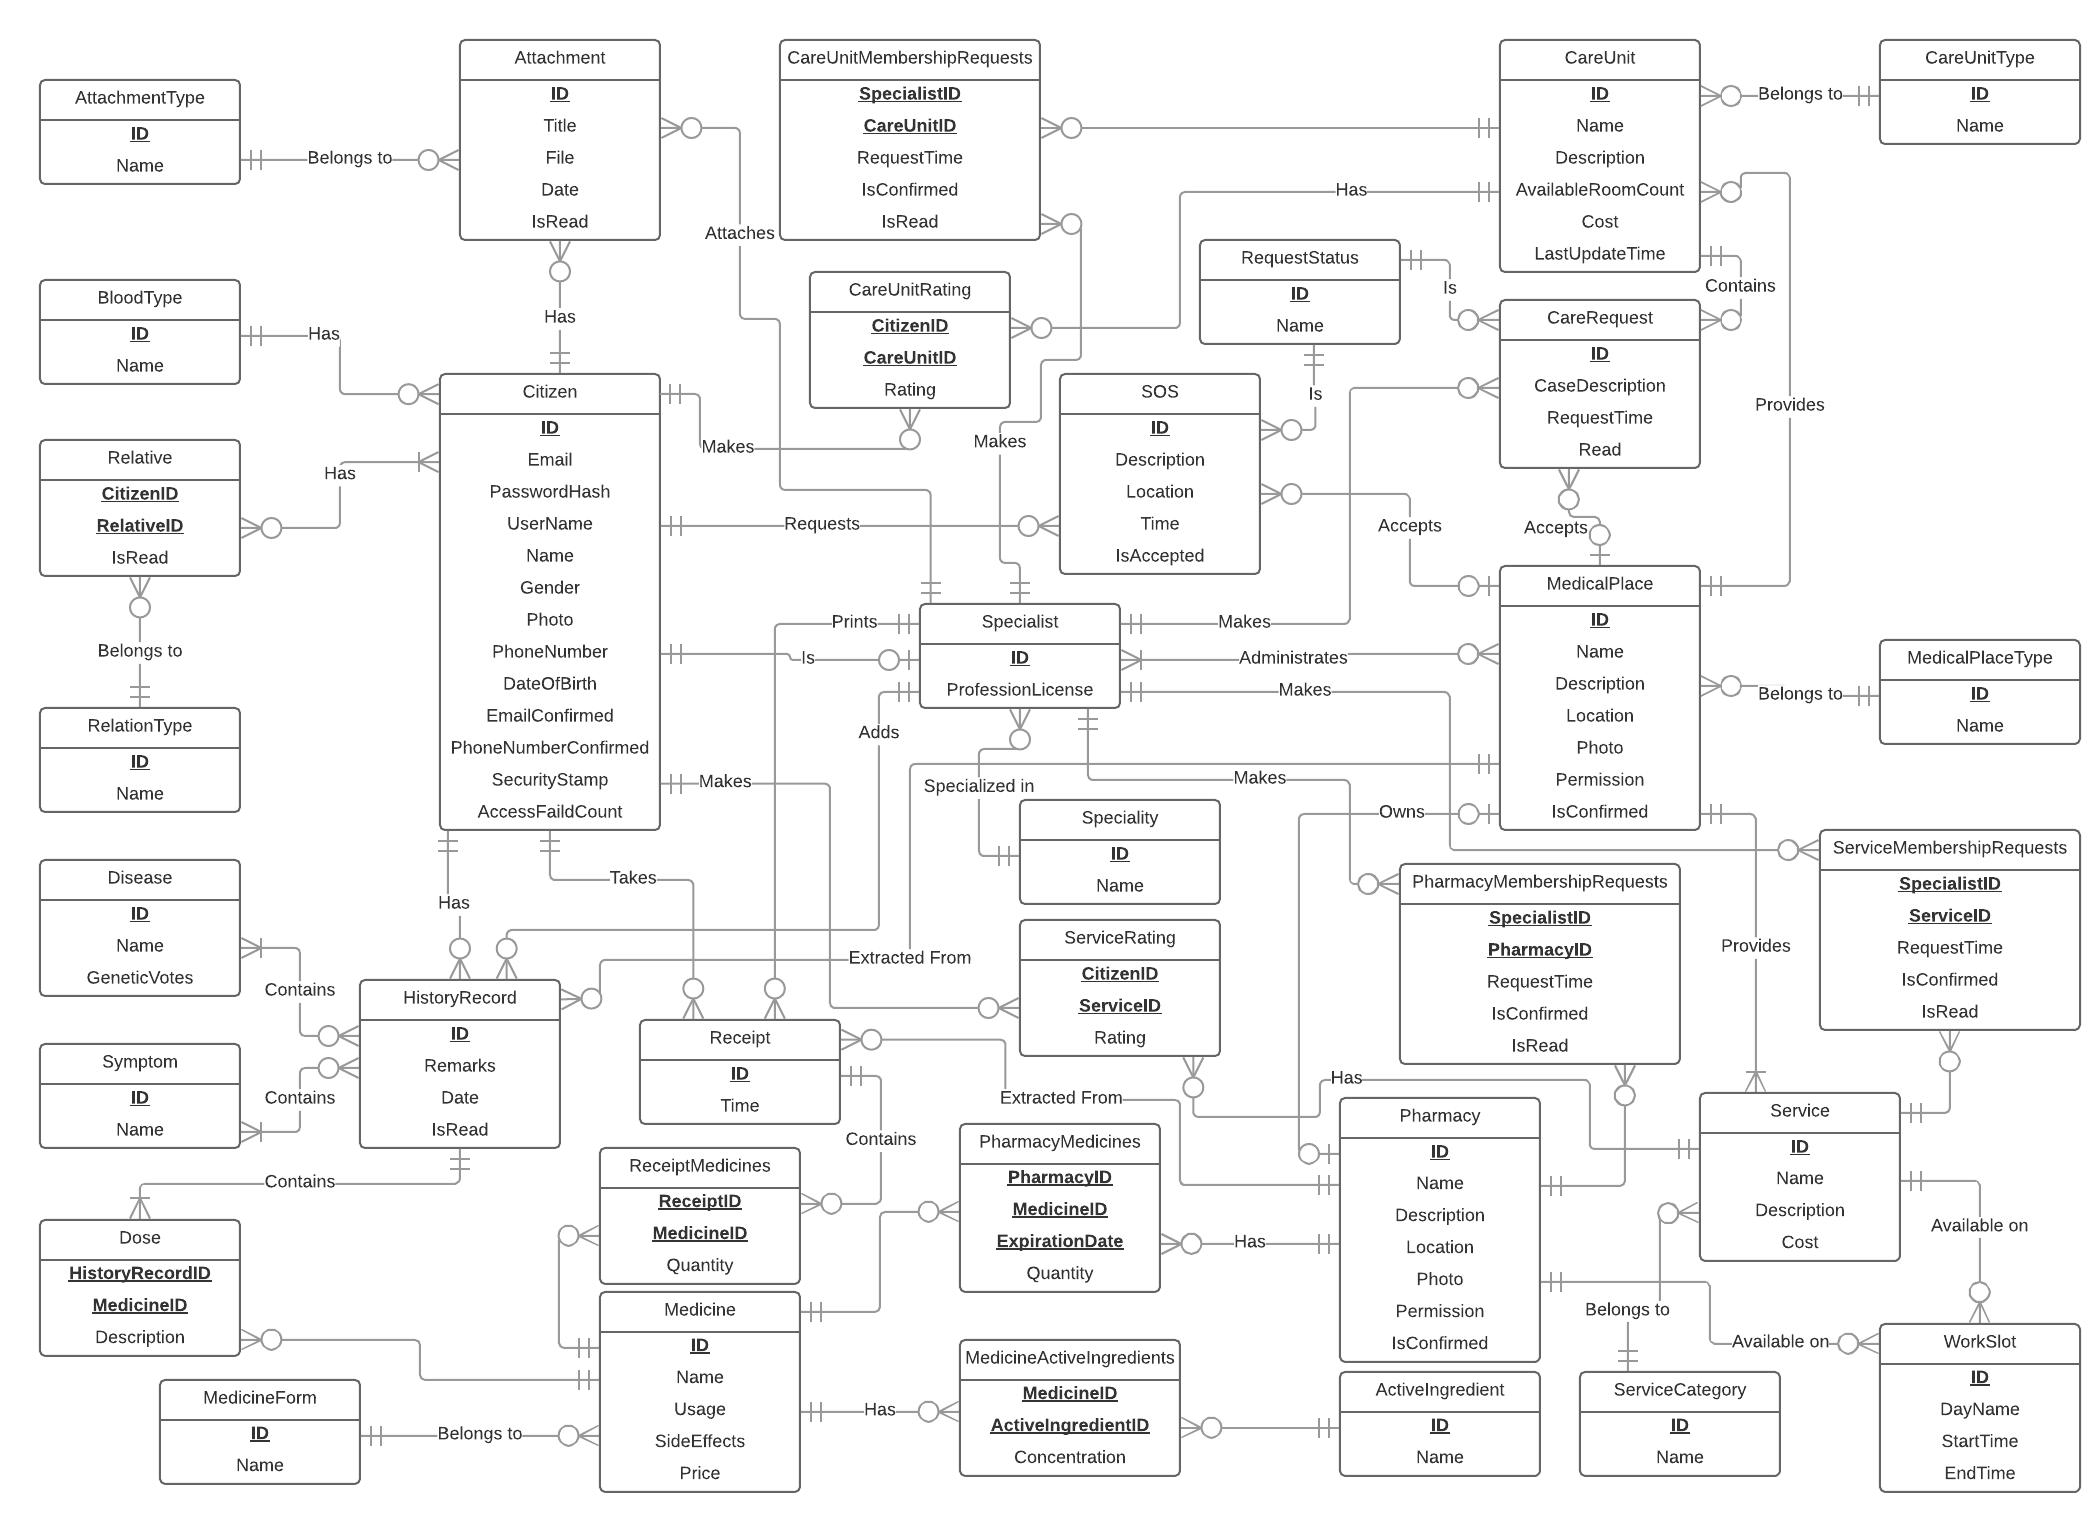 Attachment
ID
Title
File
Date
IsRead
CareUnitMembershipRequests
SpecialistID
CareUnitID
RequestTime
IsConfirmed
IsRead
CareUnit
ID
Name
Description
AvailableRoomCount
Cost
LastUpdateTime
CareUnitType
ID
Name
Belongs to
AttachmentType
ID
Name
Belongs to
Attaches
Has
Has
BloodType
ID
Name
Has
CareUnitRating
CitizenID
CareUnitID
Rating
RequestStatus
ID
Name
Is
Is
Contains
CareRequest
ID
CaseDescription
RequestTime
Read
Provides
Citizen
ID
Email
PasswordHash
UserName
Name
Gender
Photo
PhoneNumber
DateOfBirth
EmailConfirmed
PhoneNumberConfirmed
SecurityStamp
AccessFaildCount
Makes
Makes
SOS
ID
Description
Location
Time
IsAccepted
Relative
CitizenID
RelativeID
IsRead
Has
Requests
Accepts
Accepts
Belongs to
RelationType
ID
Name
Prints
Is
Adds
Specialist
ID
ProfessionLicense
Makes
Administrates
Makes
MedicalPlace
ID
Name
Description
Location
Photo
Permission
IsConfirmed
Belongs to
MedicalPlaceType
ID
Name
Makes
Specialized in
Makes
Owns
Speciality
ID
Name
Disease
ID
Name
GeneticVotes
Has
Takes
Contains
Extracted From
ServiceRating
CitizenID
ServiceID
Rating
PharmacyMembershipRequests
SpecialistID
PharmacyID
RequestTime
IsConfirmed
IsRead
Provides
ServiceMembershipRequests
SpecialistID
ServiceID
RequestTime
IsConfirmed
IsRead
Symptom
ID
Name
Contains
HistoryRecord
ID
Remarks
Date
IsRead
Receipt
ID
Time
Extracted From
Has
Contains
Contains
Dose
HistoryRecordID
MedicineID
Description
ReceiptMedicines
ReceiptID
MedicineID
Quantity
PharmacyMedicines
PharmacyID
MedicineID
ExpirationDate
Quantity
Has
Pharmacy
ID
Name
Description
Location
Photo
Permission
IsConfirmed
Service
ID
Name
Description
Cost
Available on
Belongs to
Available on
Medicine
ID
Name
Usage
SideEffects
Price
MedicineForm
ID
Name
Belongs to
Has
MedicineActiveIngredients
MedicineID
ActiveIngredientID
Concentration
ActiveIngredient
ID
Name
ServiceCategory
ID
Name
WorkSlot
ID
DayName
StartTime
EndTime